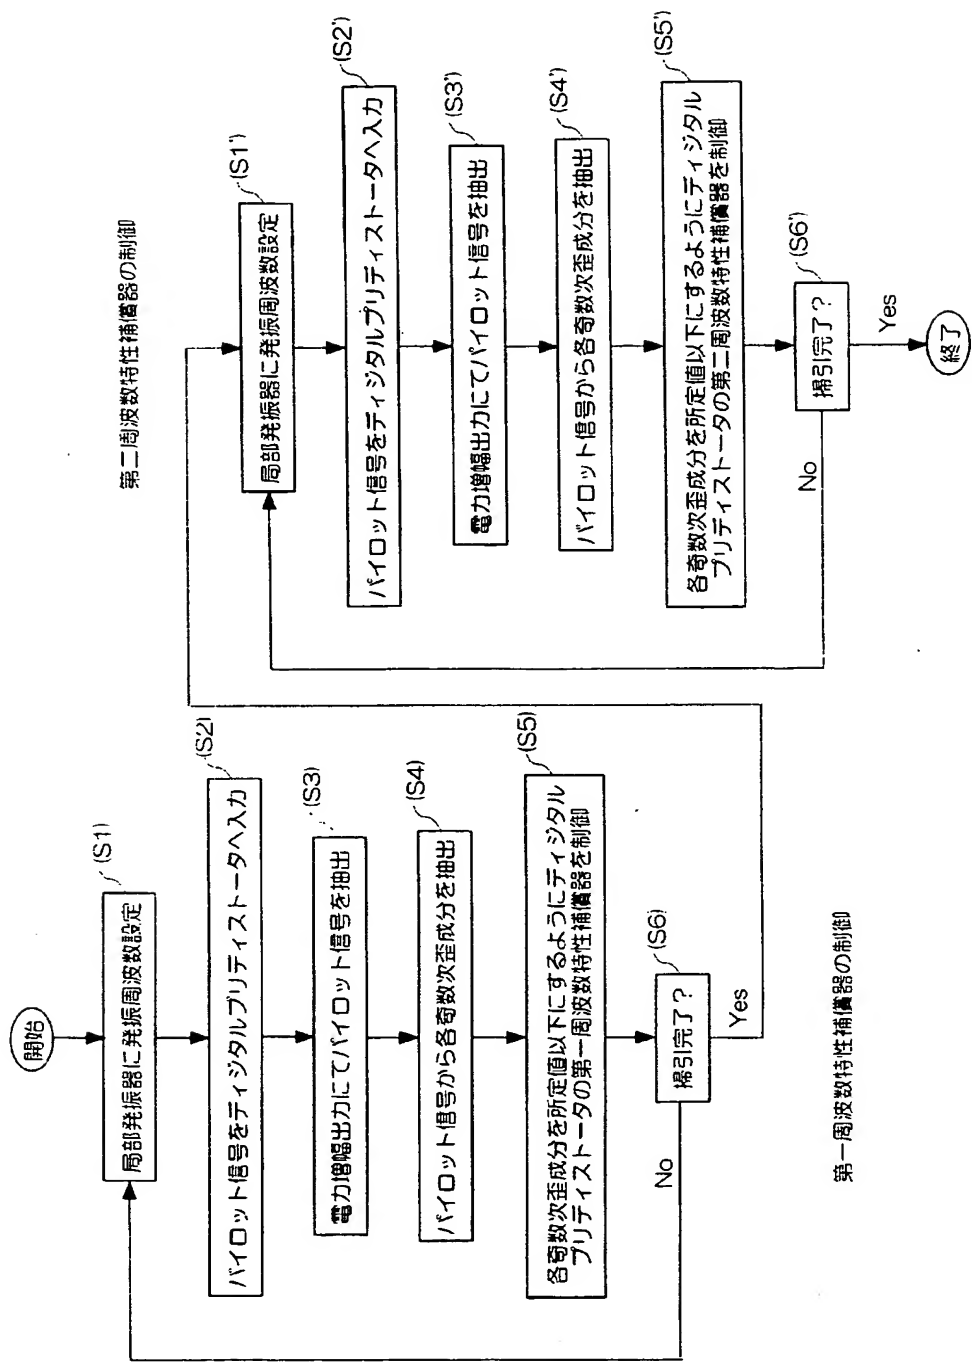 開始
局部発振器に発振周波数設定
(S1)
パイロット信号をディジタルプリディストータへ入力
(S2)
電力増幅出力にてパイロット信号を抽出
(S3)
パイロット信号から各奇数次歪成分を抽出
(S4)
各奇数次歪成分を所定値以下にするようにディジタル
プリディストータの第一周波数特性補償器を制御
(S5)
掃引完了?
(S6)
No
Yes
第一周波数特性補償器の制御
第二周波数特性補償器の制御
局部発振器に発振周波数設定
(S1')
パイロット信号をディジタルプリディストータへ入力
(S2')
電力増幅出力にてパイロット信号を抽出
(S3')
パイロット信号から各奇数次歪成分を抽出
(S4')
各奇数次歪成分を所定値以下にするようにディジタル
プリディストータの第二周波数特性補償器を制御
(S5')
掃引完了?
(S6')
No
Yes
終了